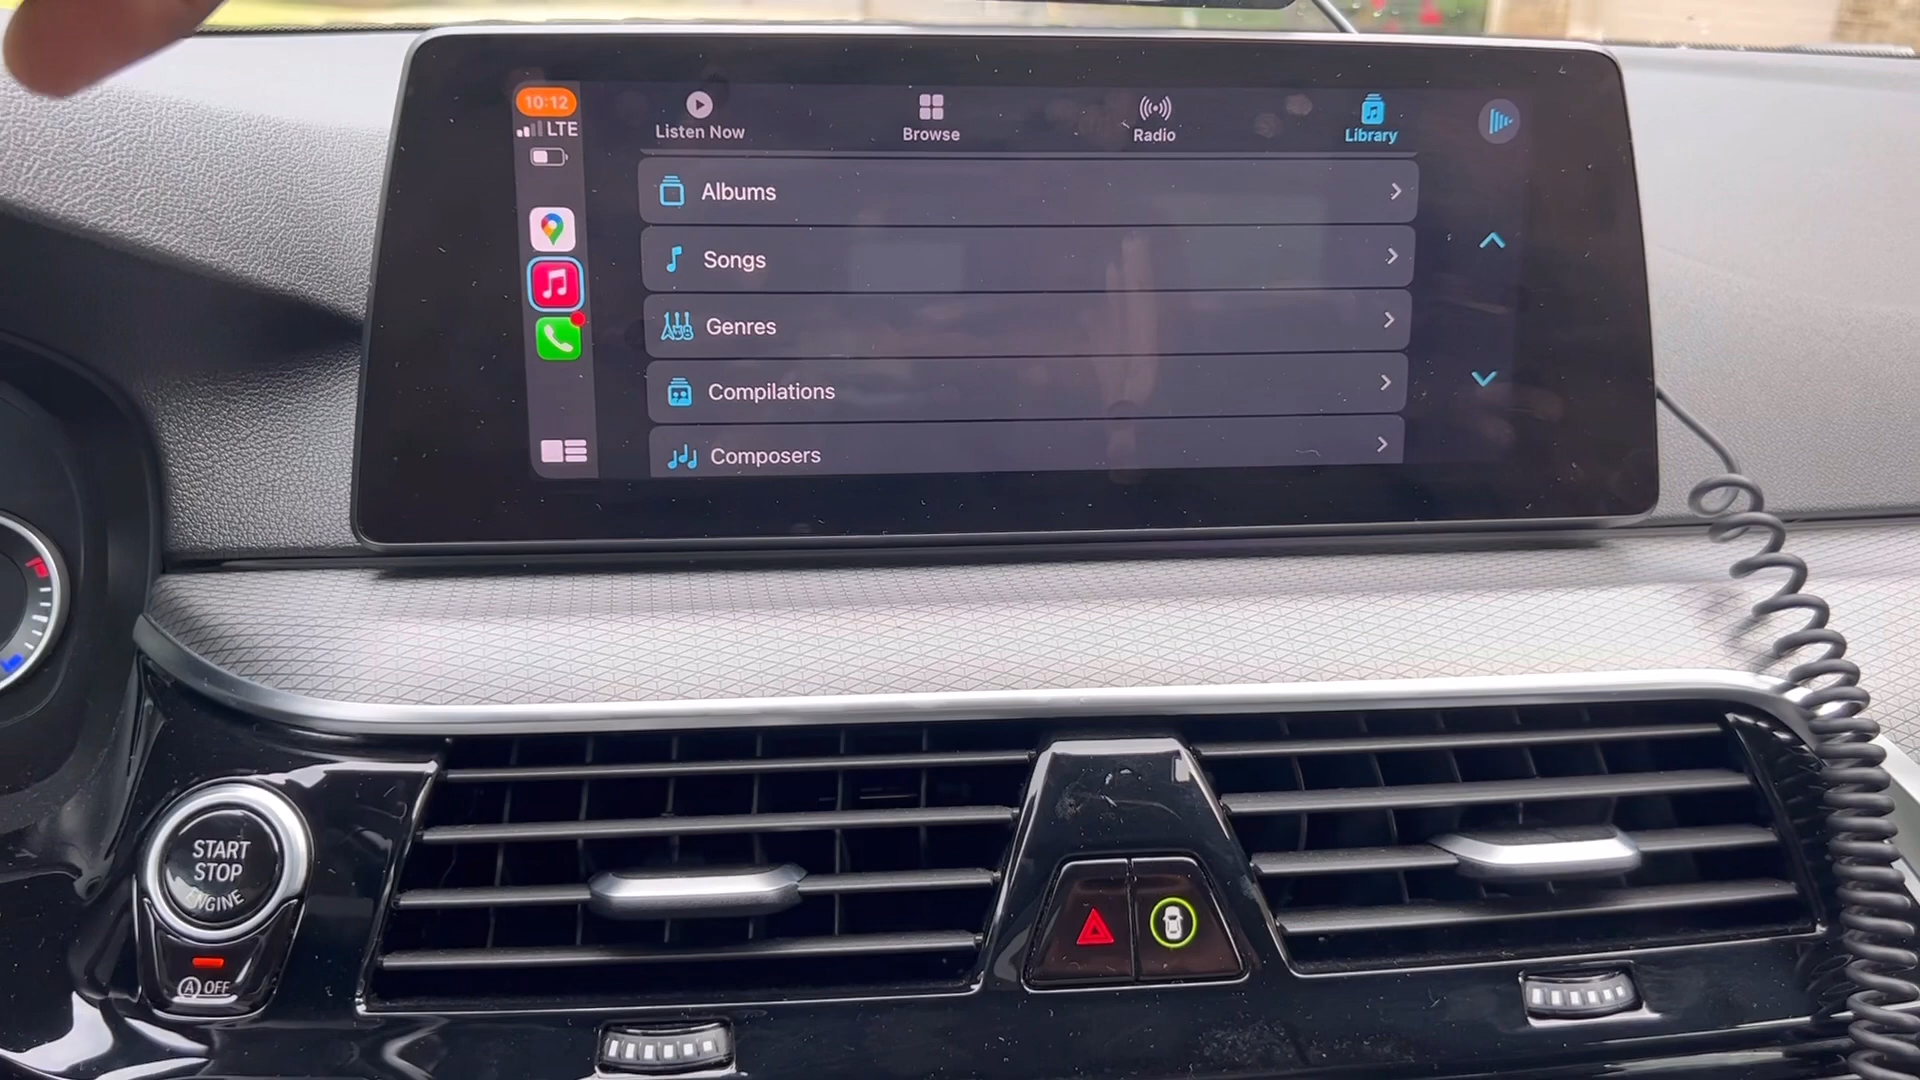 10:12
LTE
Listen Now
Browse
Radio
Library
Albums
Songs
Genres
Compilations
Composers
START
STOP
ENGINE
A OFF